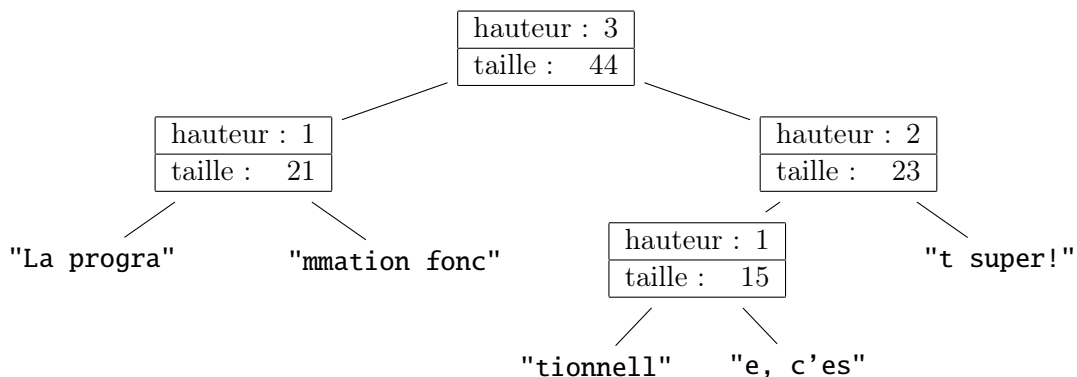 hauteur : 3
taille : 44
hauteur : 1
taille : 21
hauteur : 2
taille : 23
"La progra"
"mmation fonc"
hauteur : 1
taille : 15
"t super!"
"tionnell"
"e, c'es"